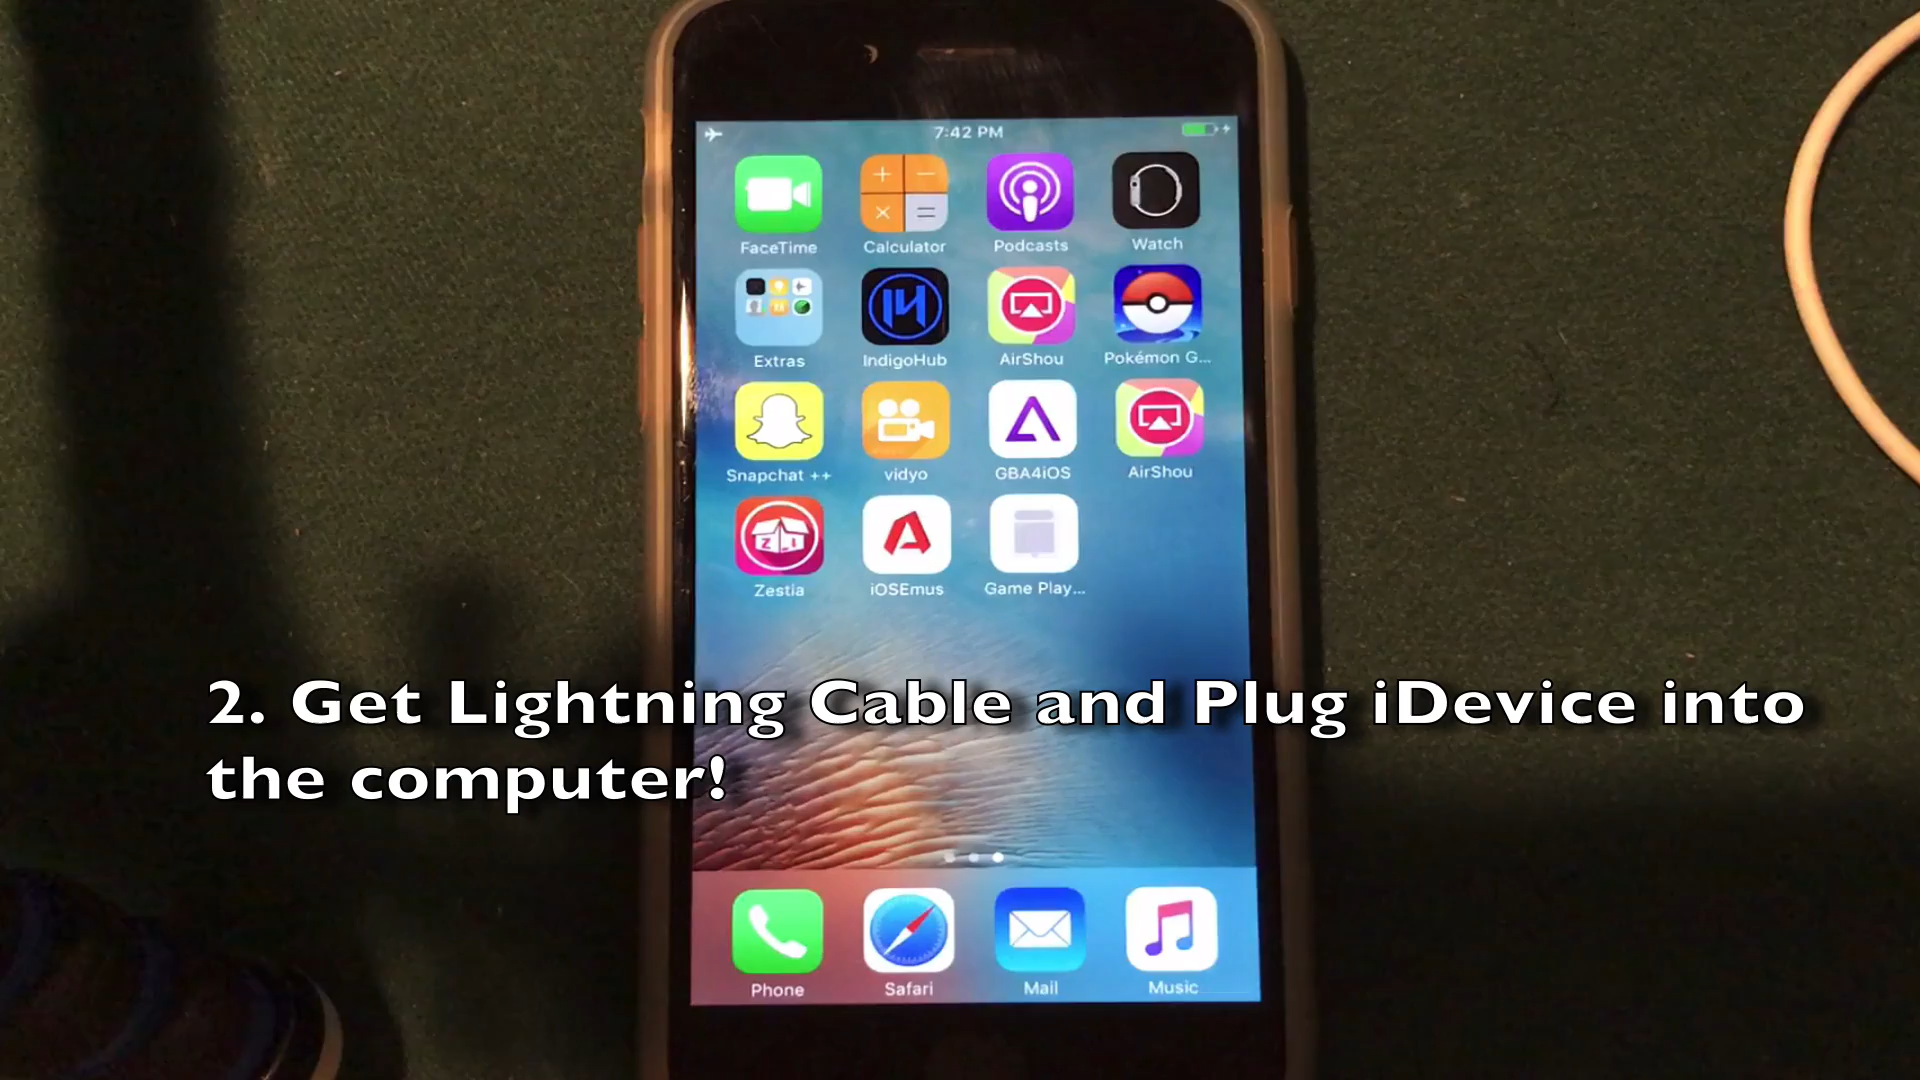 7:42 PM
FaceTime Calculator Podcasts Watch
Extras IndigoHub AirShou Pokémon G...
Snapchat ++ vidyo GBA4iOS AirShou
Zestia iOSEmus Game Play...
2. Get Lightning Cable and Plug iDevice into
the computer!
Phone Safari Mail Music